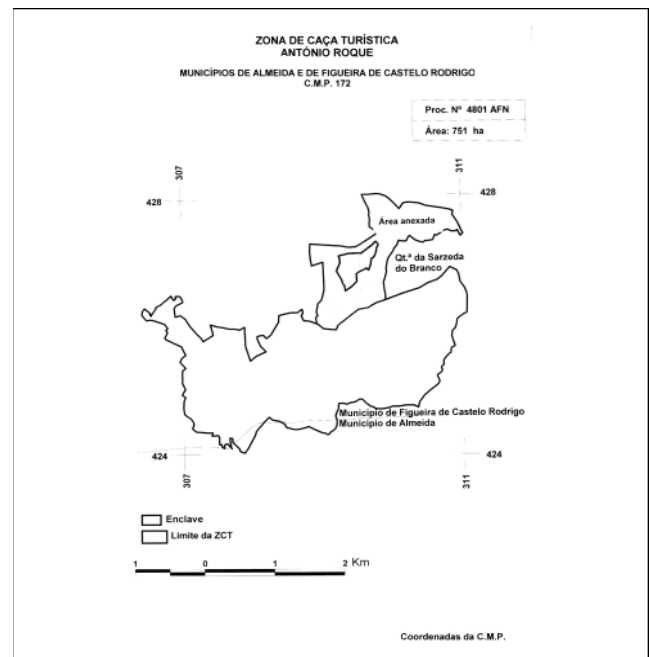 ZONA DE CAÇA TURÍSTICA
ANTÓNIO ROQUE
MUNICÍPIOS DE ALMEIDA E DE FIGUEIRA DE CASTELO RODRIGO
C.M.P. 172
Proc. Nº 4801 AFN
Área: 751 ha
307
311
428
428
Área anexada
Qt.ª da Sarzeda
do Branco
Município de Figueira de Castelo Rodrigo
Município de Almeida
424
424
307
311
Enclave
Limite da ZCT
1 0 1 2 Km
Coordenadas da C.M.P.